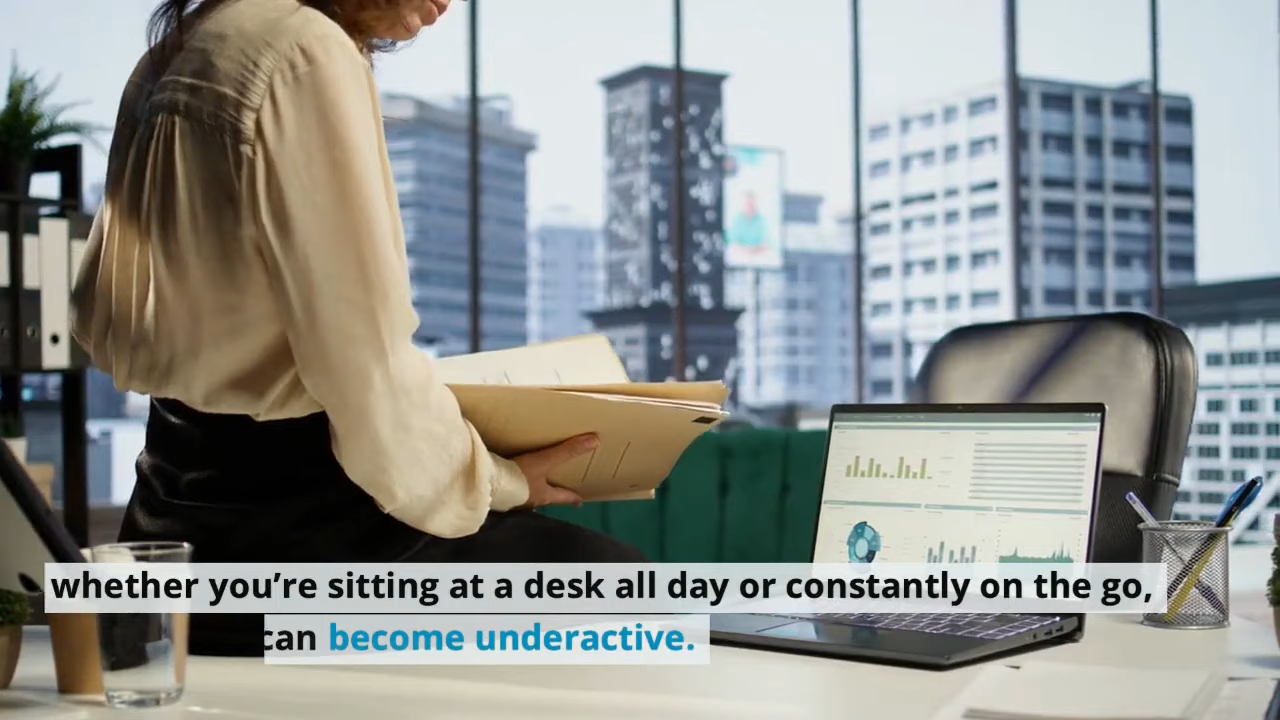 whether you’re sitting at a desk all day or constantly on the go,
can become underactive.